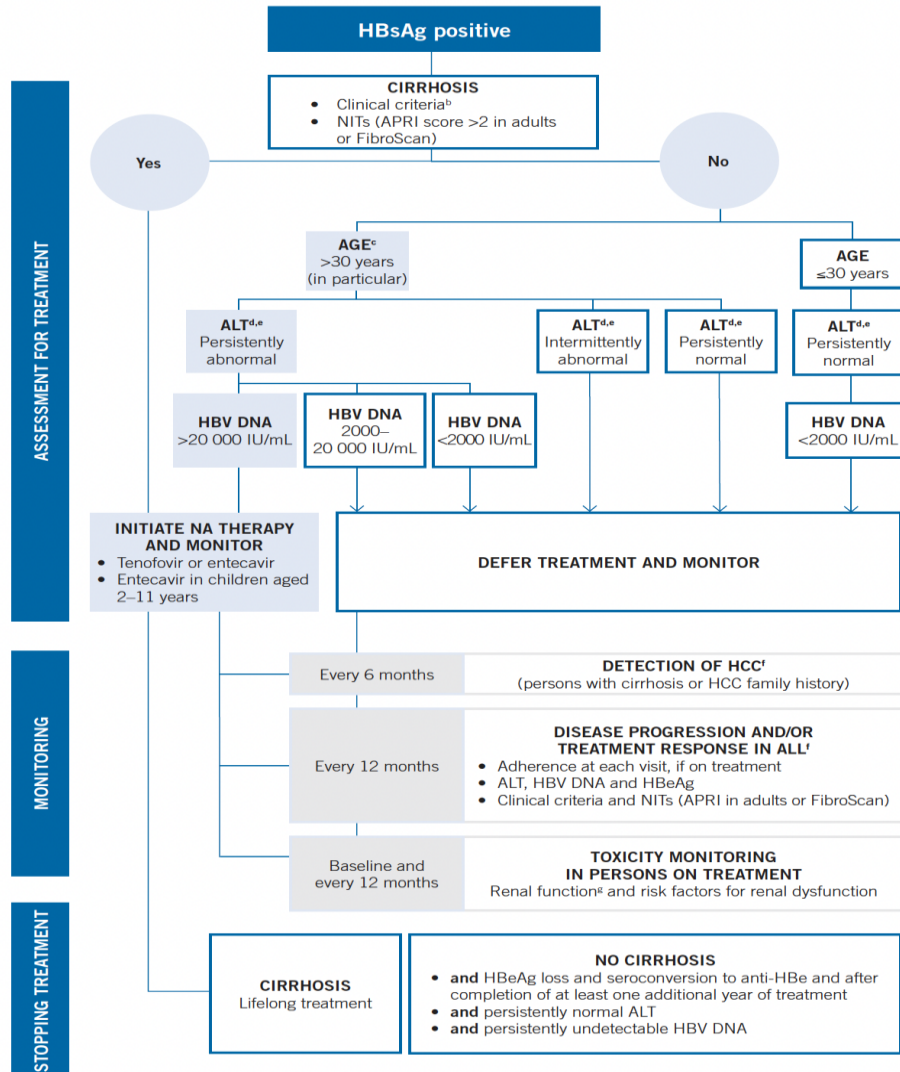 HBsAg positive
CIRRHOSIS
• Clinical criteriaᵇ
• NITs (APRI score >2 in adults
or FibroScan)
Yes
No
ASSESSMENT FOR TREATMENT
AGEᶜ
>30 years
(in particular)
AGE
≤30 years
ALTᵈ,ᵉ
Persistently
abnormal
ALTᵈ,ᵉ
Intermittently
abnormal
ALTᵈ,ᵉ
Persistently
normal
ALTᵈ,ᵉ
Persistently
normal
HBV DNA
>20 000 IU/mL
HBV DNA
2000–
20 000 IU/mL
HBV DNA
<2000 IU/mL
HBV DNA
<2000 IU/mL
INITIATE NA THERAPY
AND MONITOR
• Tenofovir or entecavir
• Entecavir in children aged
2–11 years
DEFER TREATMENT AND MONITOR
MONITORING
Every 6 months
DETECTION OF HCCᶠ
(persons with cirrhosis or HCC family history)
Every 12 months
DISEASE PROGRESSION AND/OR
TREATMENT RESPONSE IN ALLᶠ
• Adherence at each visit, if on treatment
• ALT, HBV DNA and HBeAg
• Clinical criteria and NITs (APRI in adults or FibroScan)
Baseline and
every 12 months
TOXICITY MONITORING
IN PERSONS ON TREATMENT
Renal functionᵍ and risk factors for renal dysfunction
STOPPING TREATMENT
CIRRHOSIS
Lifelong treatment
NO CIRRHOSIS
• and HBeAg loss and seroconversion to anti-HBe and after
completion of at least one additional year of treatment
• and persistently normal ALT
• and persistently undetectable HBV DNA